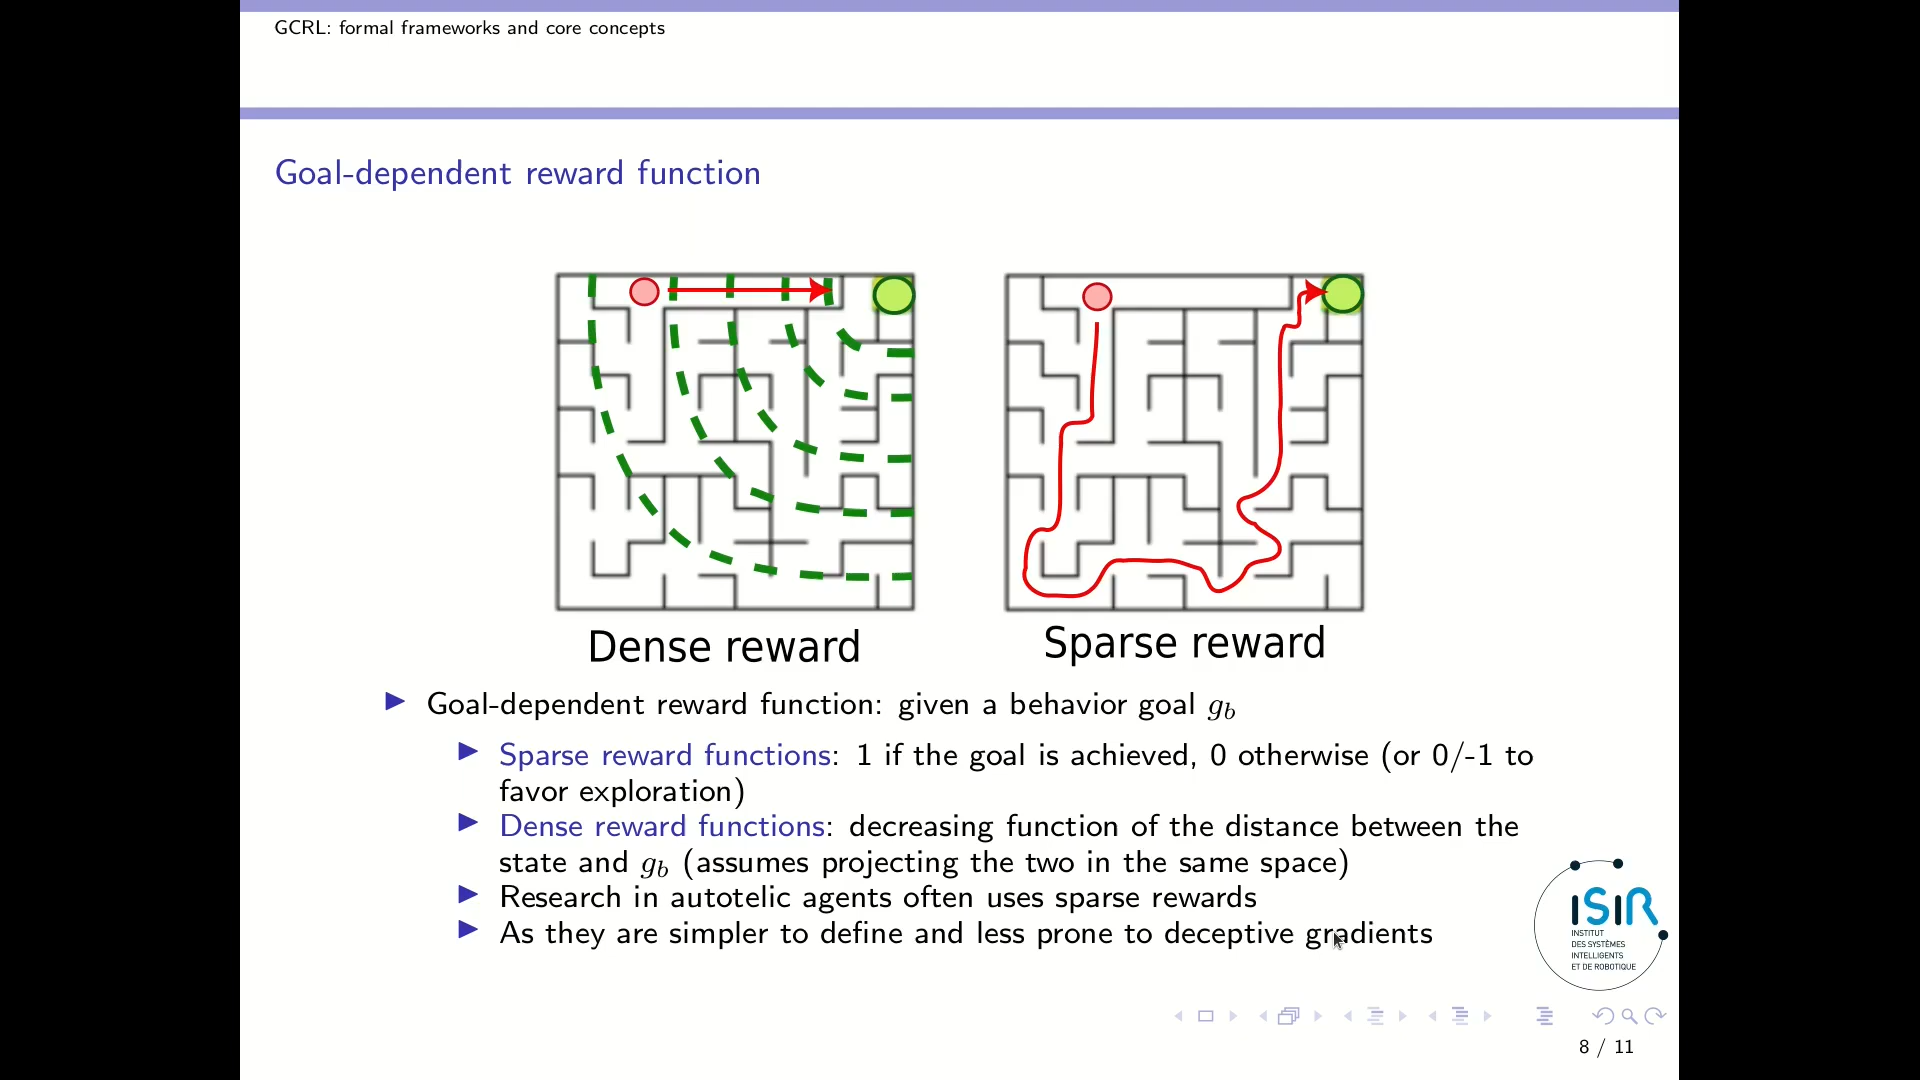 GCRL: formal frameworks and core concepts
Goal-dependent reward function
Dense reward
Sparse reward
Goal-dependent reward function: given a behavior goal g_b
Sparse reward functions: 1 if the goal is achieved, 0 otherwise (or 0/-1 to
favor exploration)
Dense reward functions: decreasing function of the distance between the
state and g_b (assumes projecting the two in the same space)
Research in autotelic agents often uses sparse rewards
As they are simpler to define and less prone to deceptive gradients
ISIR
INSTITUT
DES SYSTÈMES
INTELLIGENTS
ET DE ROBOTIQUE
8 / 11